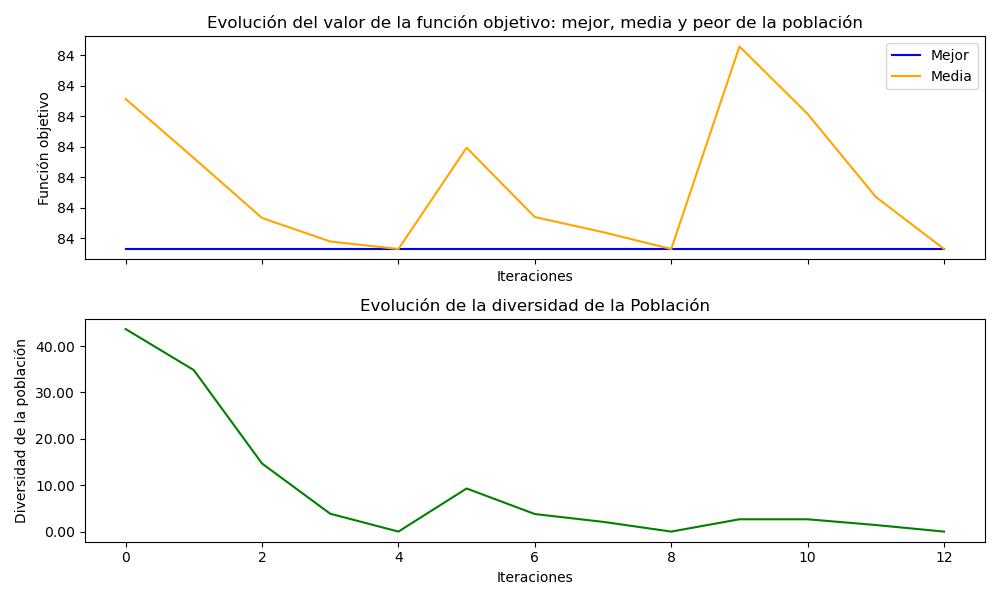 Evolución del valor de la función objetivo: mejor, media y peor de la población
Función objetivo
84
84
84
84
84
84
84
Mejor
Media
Iteraciones
Evolución de la diversidad de la Población
Diversidad de la población
40.00
30.00
20.00
10.00
0.00
0 2 4 6 8 10 12
Iteraciones